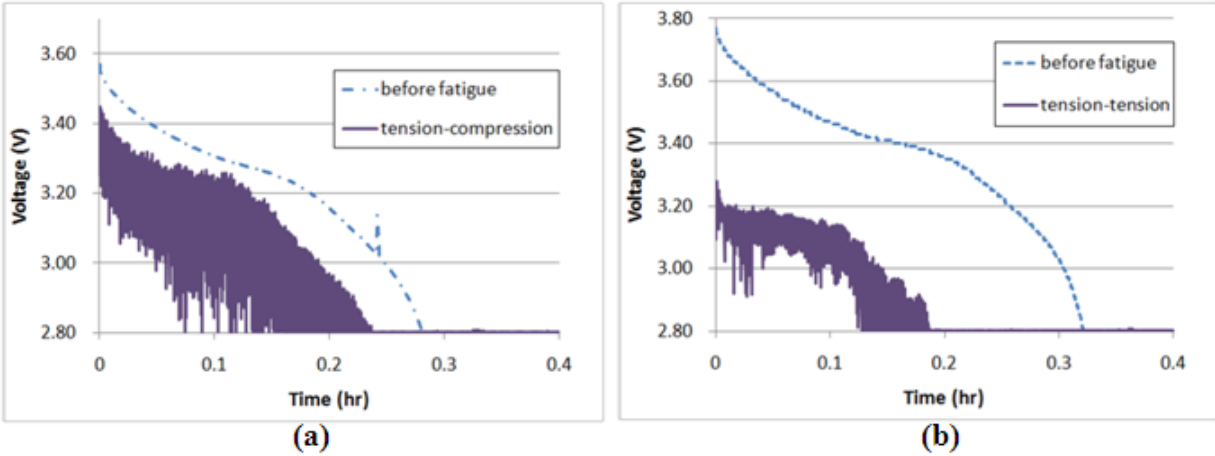 3.60
3.40
3.20
3.00
2.80
Voltage (V)
before fatigue
tension-compression
0 0.1 0.2 0.3 0.4
Time (hr)
(a)
3.80
3.60
3.40
3.20
3.00
2.80
Voltage (V)
before fatigue
tension-tension
0 0.1 0.2 0.3 0.4
Time (hr)
(b)